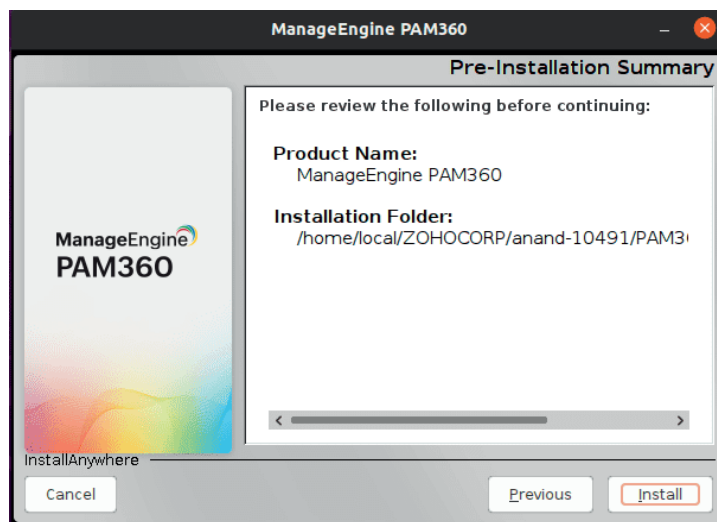 ManageEngine PAM360
Pre-Installation Summary
Please review the following before continuing:
Product Name:
ManageEngine PAM360
Installation Folder:
/home/local/ZOHOCORP/anand-10491/PAM3
ManageEngine
PAM360
InstallAnywhere
Cancel
Previous
Install